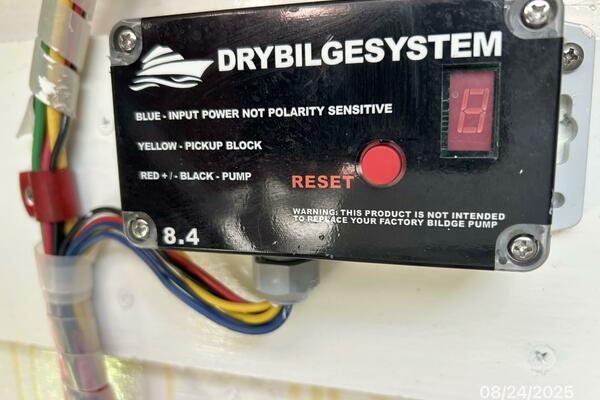 DRYBILGESYSTEM
BLUE - INPUT POWER NOT POLARITY SENSITIVE
YELLOW - PICKUP BLOCK
RED +/- BLACK - PUMP
RESET
WARNING: THIS PRODUCT IS NOT INTENDED
TO REPLACE YOUR FACTORY BILDGE PUMP
8.4
08/24/2025